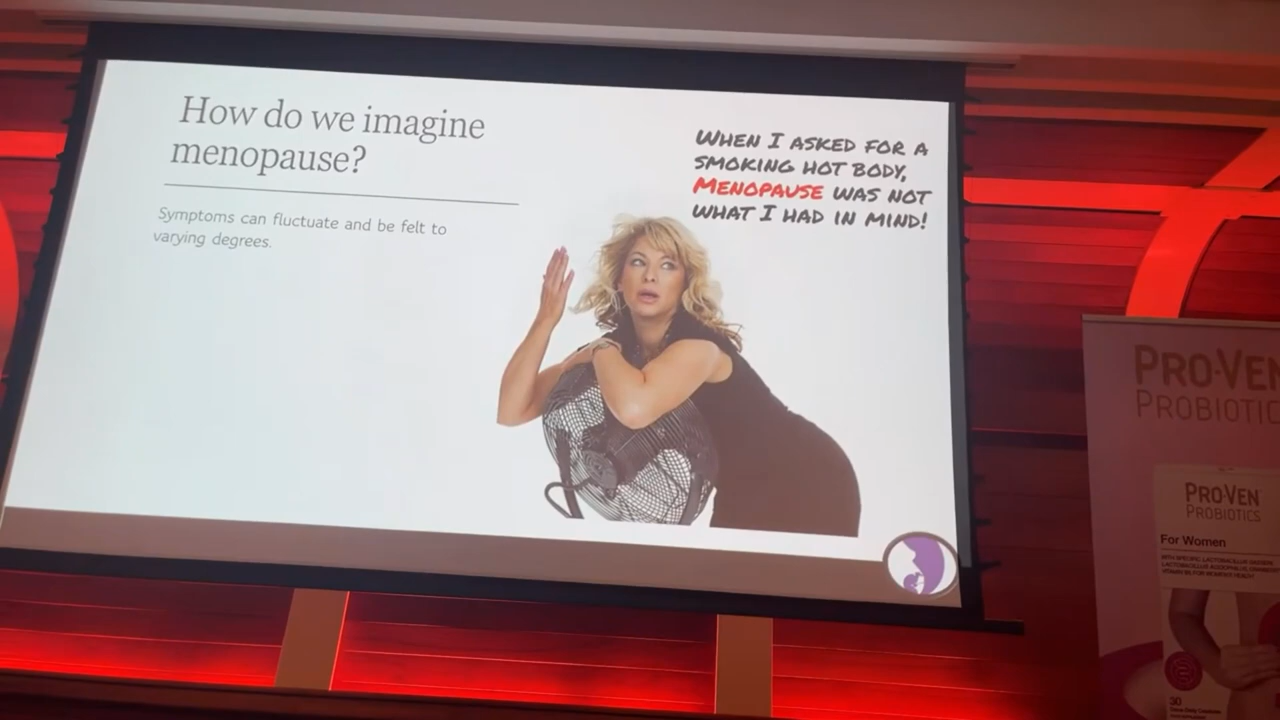 How do we imagine
menopause?
Symptoms can fluctuate and be felt to
varying degrees.
WHEN I ASKED FOR A
SMOKING HOT BODY,
MENOPAUSE WAS NOT
WHAT I HAD IN MIND!
PRO·VEN
PROBIOTIC
PRO·VEN
PROBIOTICS
For Women
30